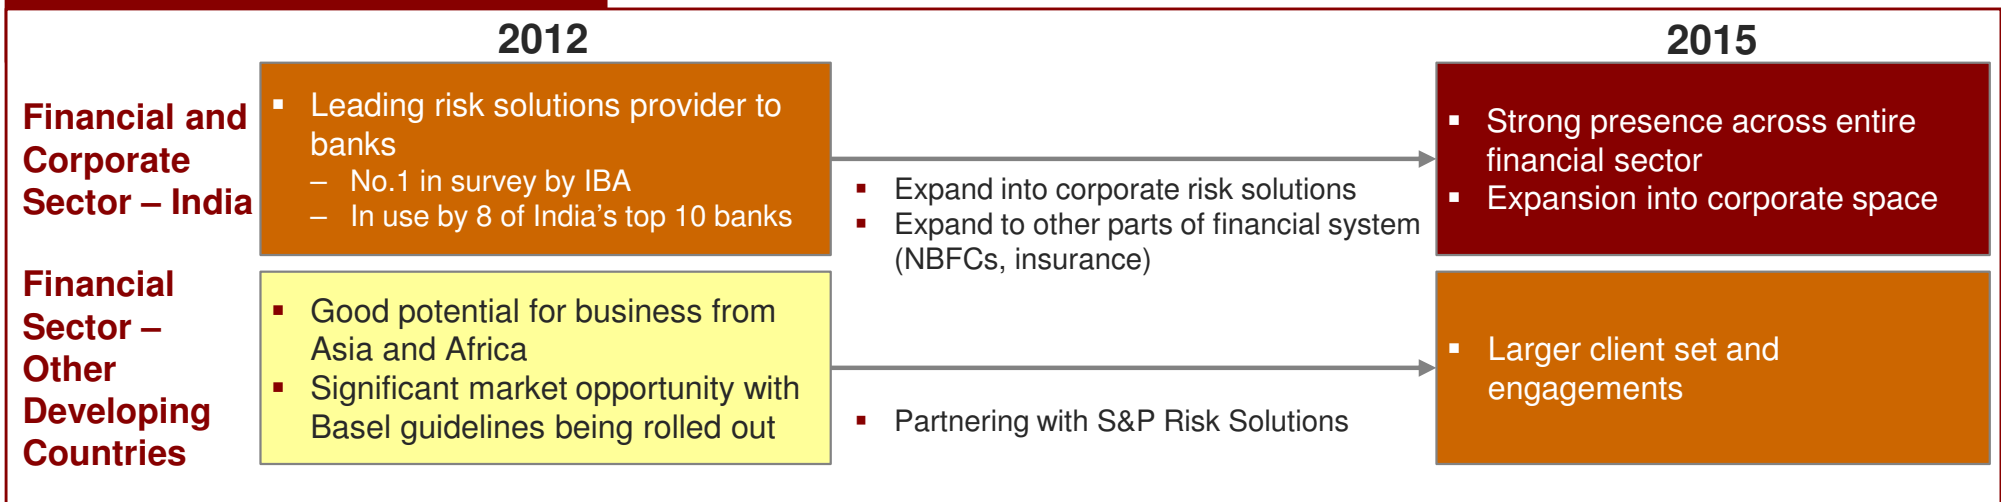 2012
2015
Financial and
Corporate
Sector – India
▪ Leading risk solutions provider to
banks
– No.1 in survey by IBA
– In use by 8 of India’s top 10 banks
▪ Expand into corporate risk solutions
▪ Expand to other parts of financial system
(NBFCs, insurance)
▪ Strong presence across entire
financial sector
▪ Expansion into corporate space
Financial
Sector –
Other
Developing
Countries
▪ Good potential for business from
Asia and Africa
▪ Significant market opportunity with
Basel guidelines being rolled out
▪ Partnering with S&P Risk Solutions
▪ Larger client set and
engagements